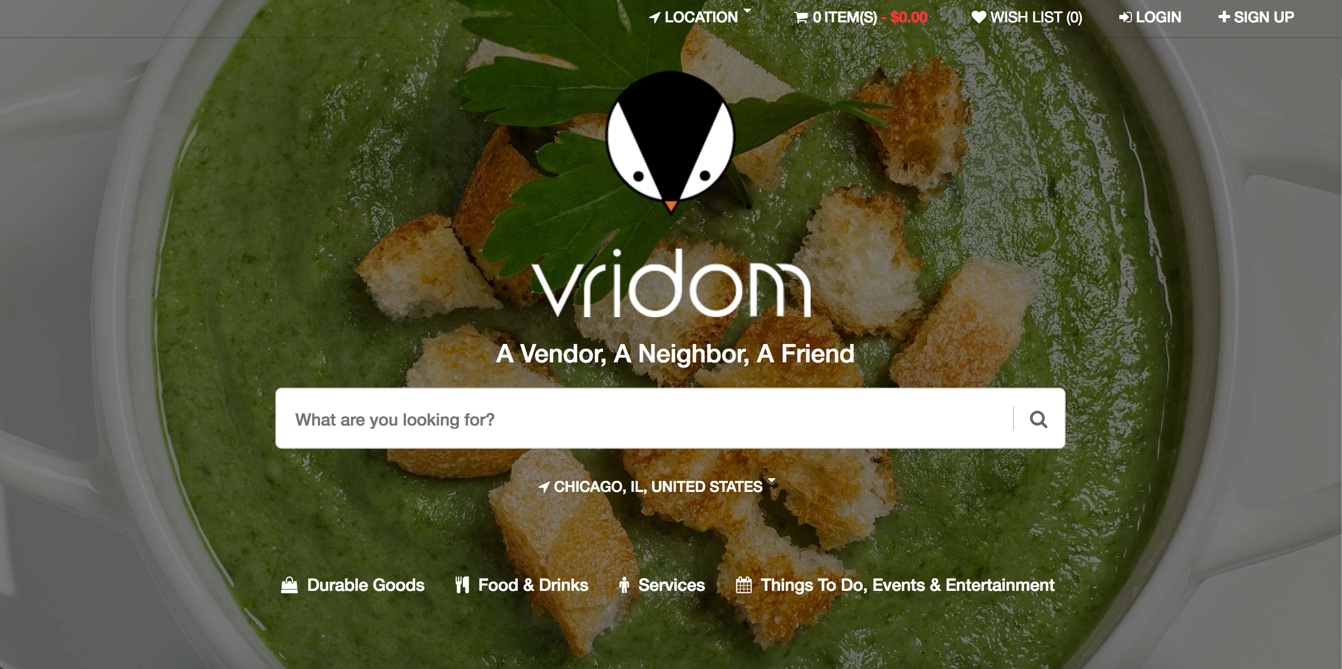 LOCATION 0 ITEM(S) - $0.00 WISH LIST (0) LOGIN SIGN UP
vridom
A Vendor, A Neighbor, A Friend
What are you looking for?
CHICAGO, IL, UNITED STATES
Durable Goods Food & Drinks Services Things To Do, Events & Entertainment